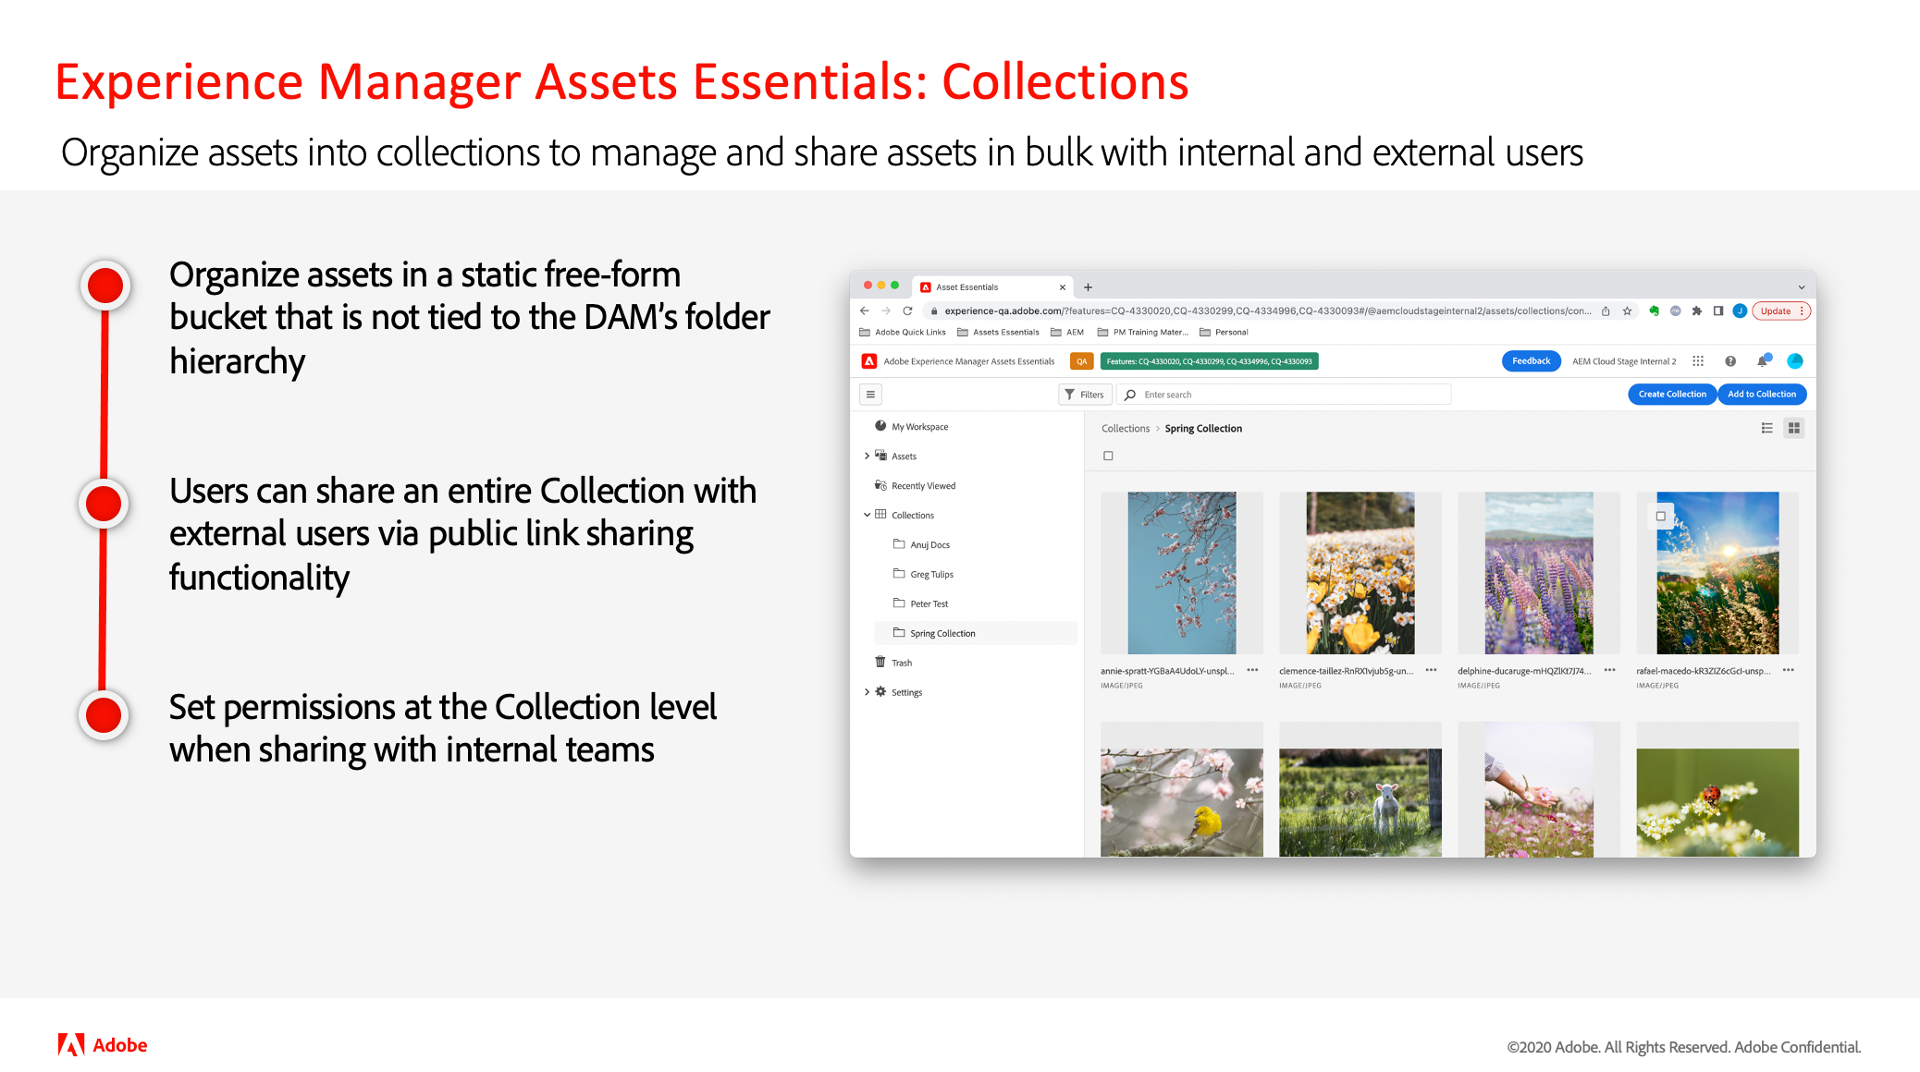 Experience Manager Assets Essentials: Collections
Organize assets into collections to manage and share assets in bulk with internal and external users
Organize assets in a static free-form
bucket that is not tied to the DAM's folder
hierarchy
Users can share an entire Collection with
external users via public link sharing
functionality
Set permissions at the Collection level
when sharing with internal teams
Asset Essentials
experience-qa.adobe.com/?features=CQ-4330020,CQ-4330299,CQ-4334996,CQ-4330093#/@aemcloudstageinternal2/assets/collections/con...
J
Update
Adobe Quick Links
Assets Essentials
AEM
PM Training Mater...
Personal
Adobe Experience Manager Assets Essentials
QA
Features: CQ-4330020, CQ-4330299, CQ-4334996, CQ-4330093
Feedback
AEM Cloud Stage Internal 2
Filters
Enter search
Create Collection
Add to Collection
My Workspace
Assets
Recently Viewed
Collections
Anuj Docs
Greg Tulips
Peter Test
Spring Collection
Trash
Settings
Collections > Spring Collection
annie-spratt-YGBaA4UdoLY-unspl...
IMAGE/JPEG
clemence-taillez-RnRX1vjubSg-un...
IMAGE/JPEG
delphine-ducaruge-mHQZlKt7J74...
IMAGE/JPEG
rafael-macedo-kR3ZIZ6cGcI-unsp...
IMAGE/JPEG
Adobe
©2020 Adobe. All Rights Reserved. Adobe Confidential.